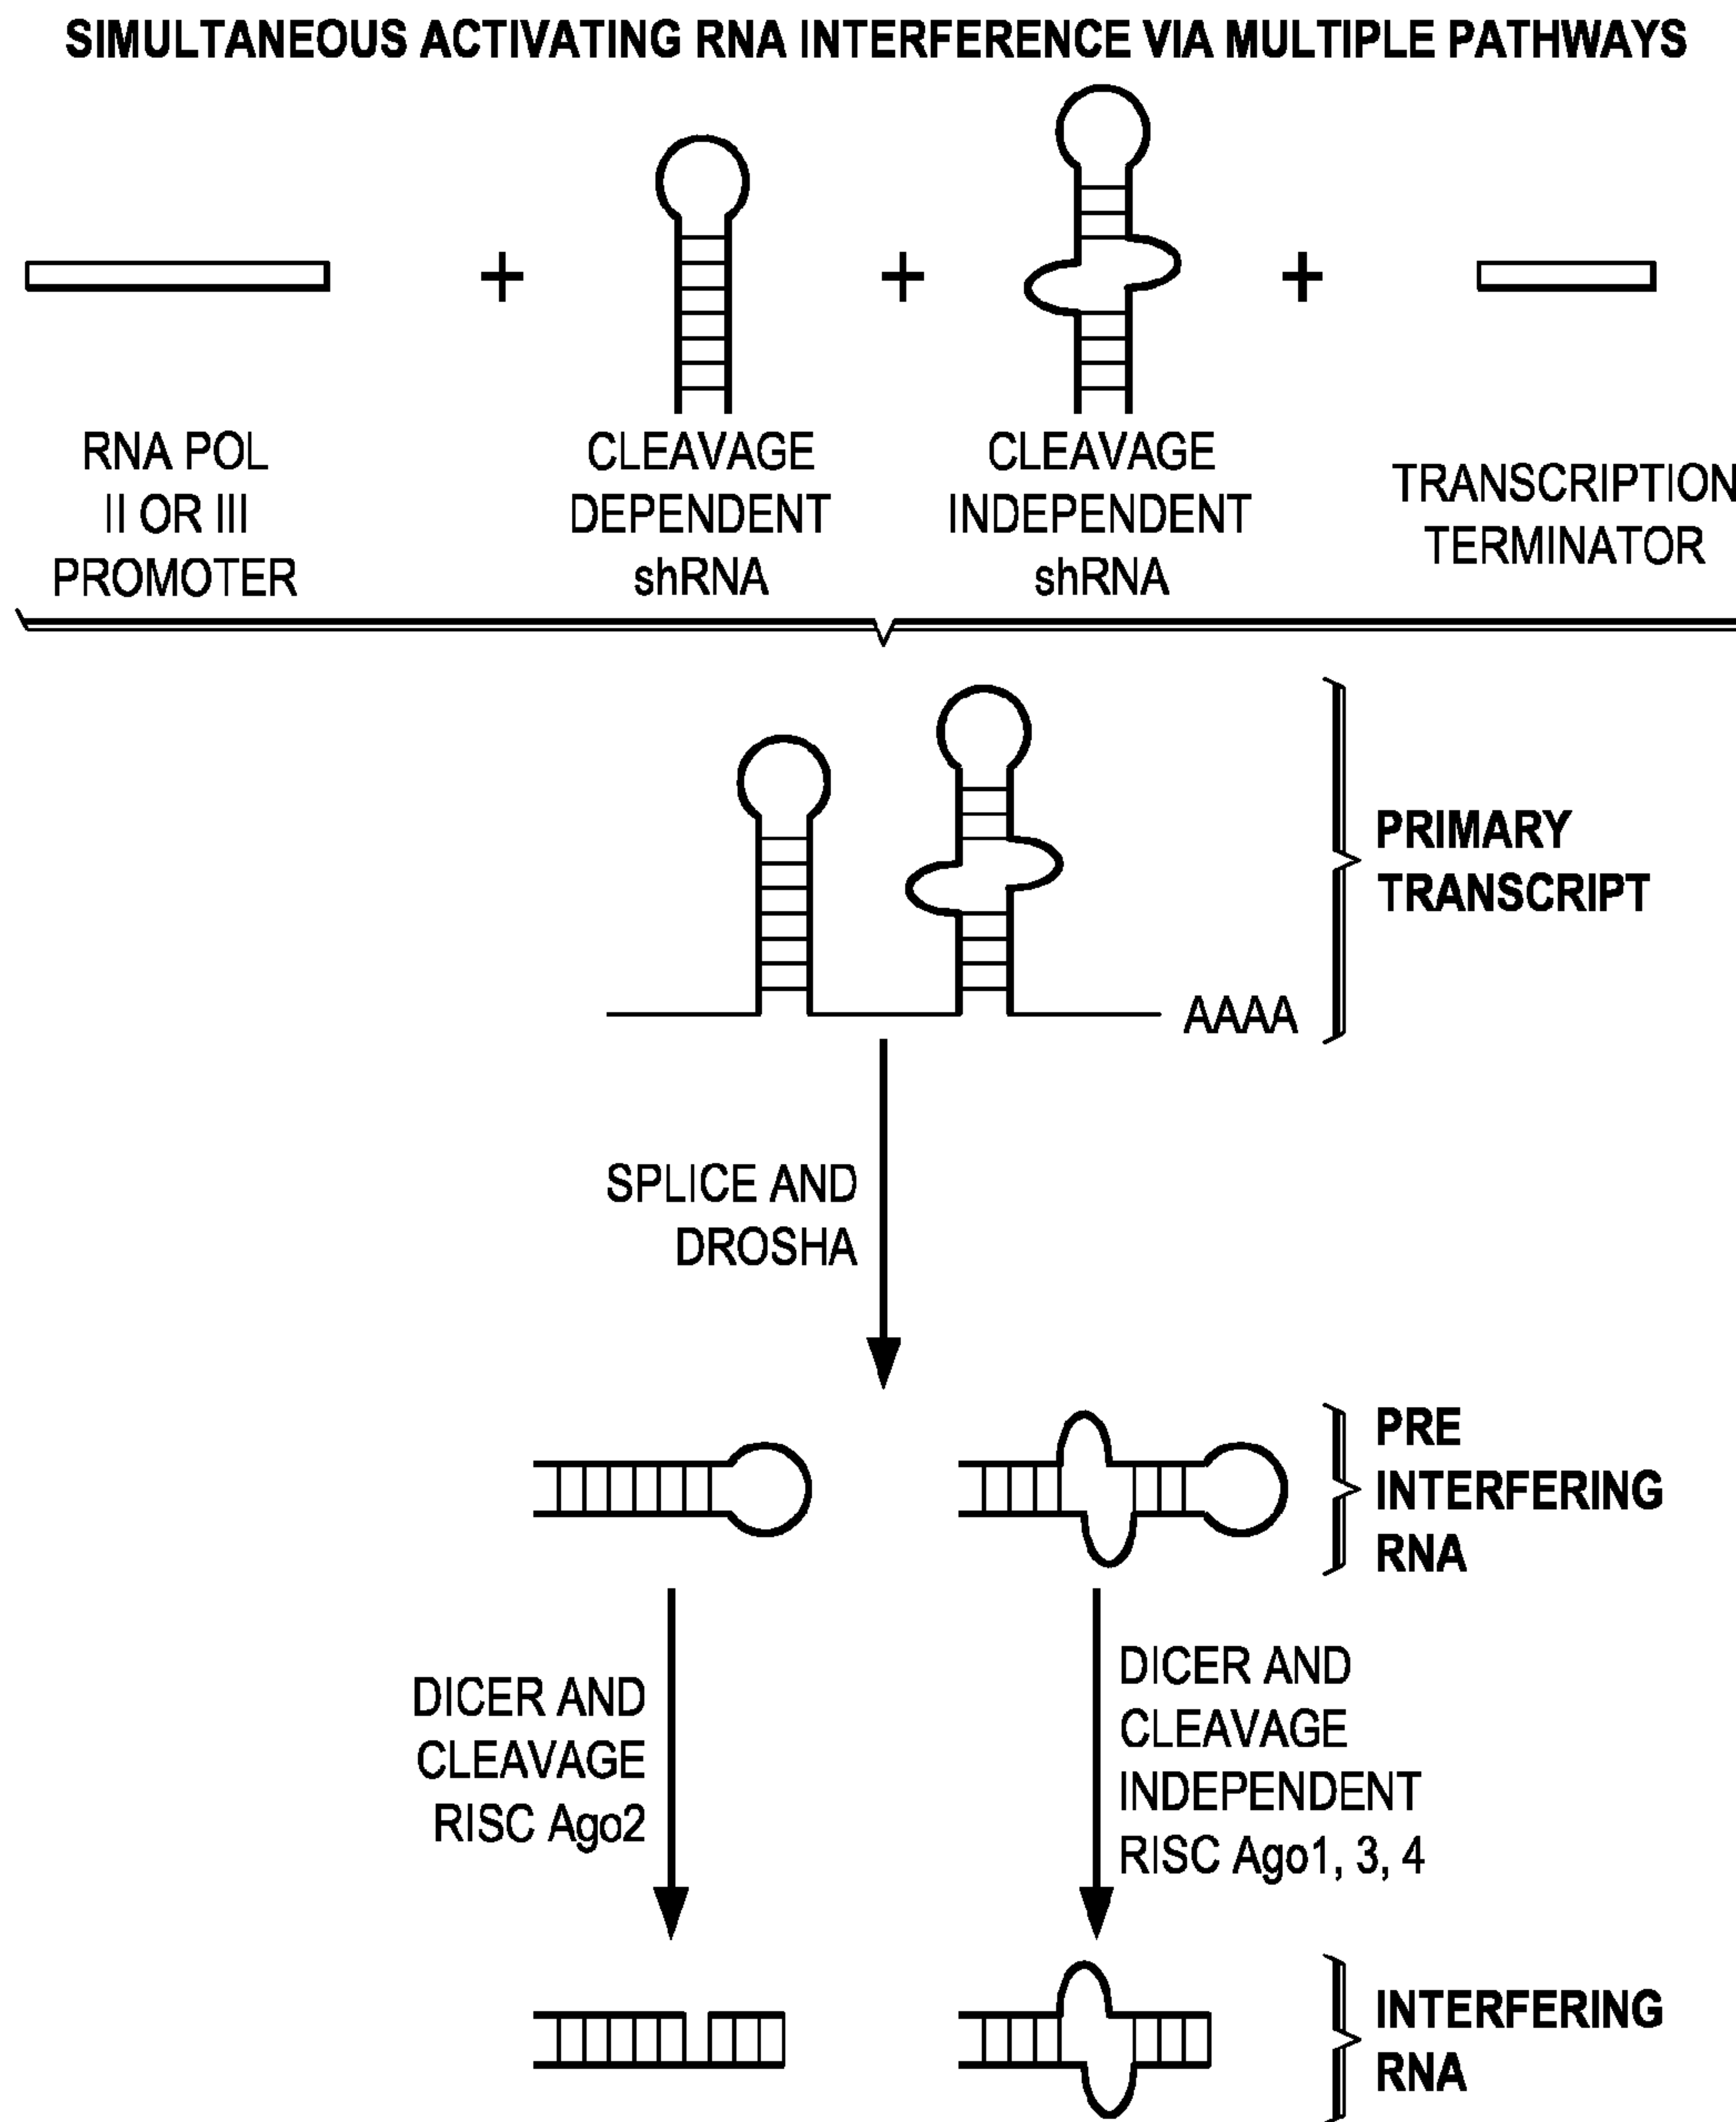 SIMULTANEOUS ACTIVATING RNA INTERFERENCE VIA MULTIPLE PATHWAYS
RNA POL
II OR III
PROMOTER
CLEAVAGE
DEPENDENT
shRNA
CLEAVAGE
INDEPENDENT
shRNA
TRANSCRIPTION
TERMINATOR
PRIMARY
TRANSCRIPT
AAAA
SPLICE AND
DROSHA
PRE
INTERFERING
RNA
DICER AND
CLEAVAGE
RISC Ago2
DICER AND
CLEAVAGE
INDEPENDENT
RISC Ago1, 3, 4
INTERFERING
RNA